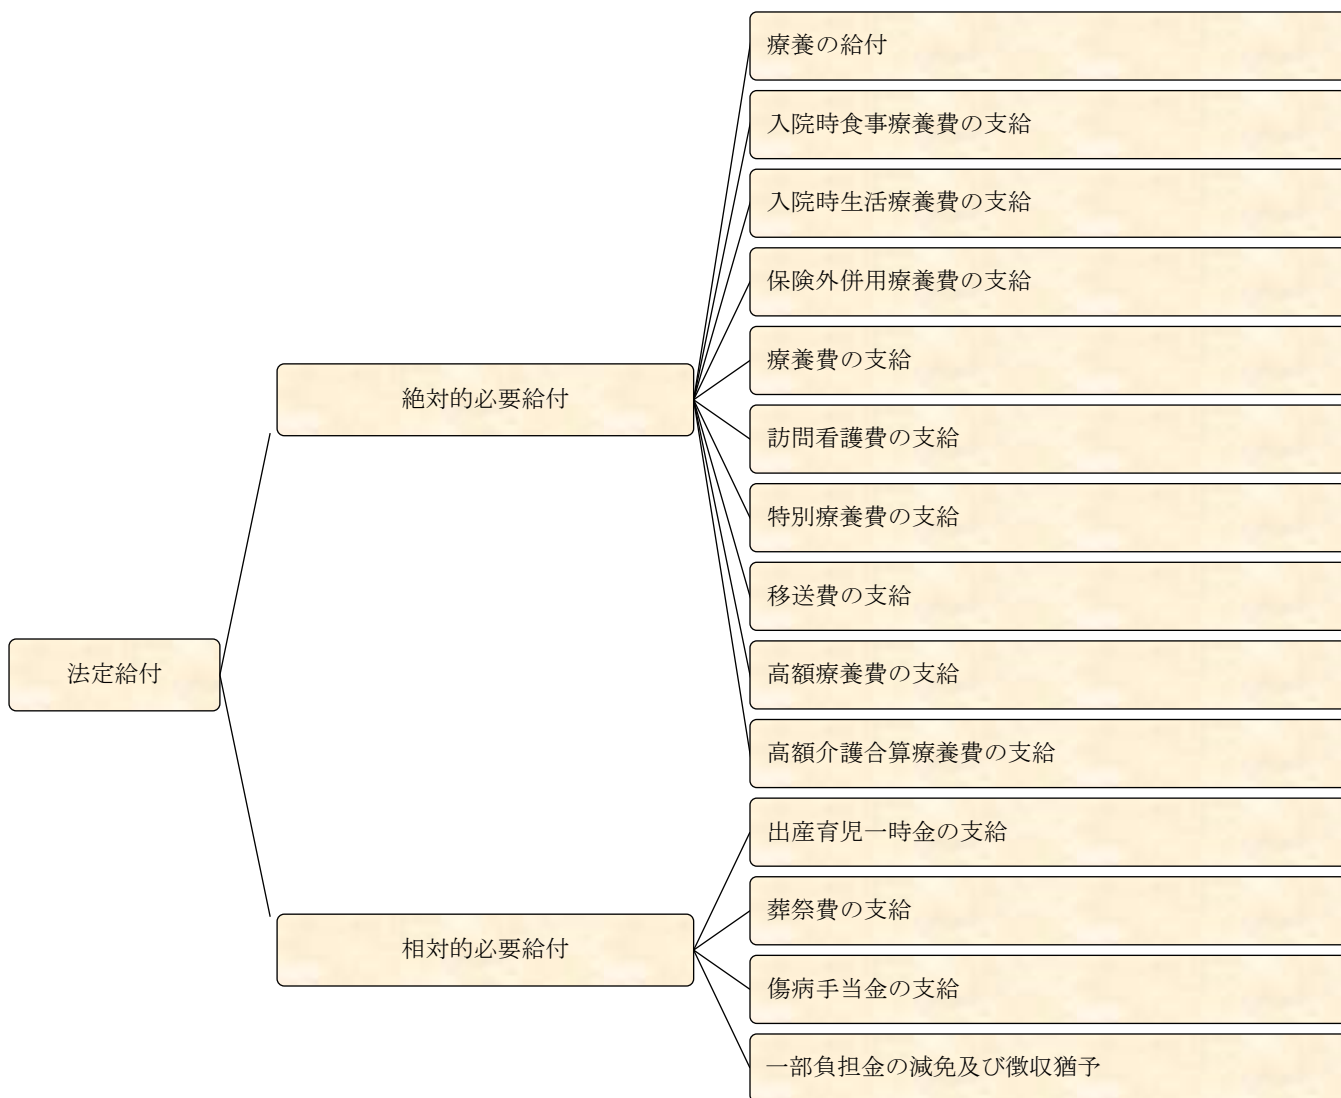 法定給付
絶対的必要給付
療養の給付
入院時食事療養費の支給
入院時生活療養費の支給
保険外併用療養費の支給
療養費の支給
訪問看護費の支給
特別療養費の支給
移送費の支給
高額療養費の支給
高額介護合算療養費の支給
相対的必要給付
出産育児一時金の支給
葬祭費の支給
傷病手当金の支給
一部負担金の減免及び徴収猶予